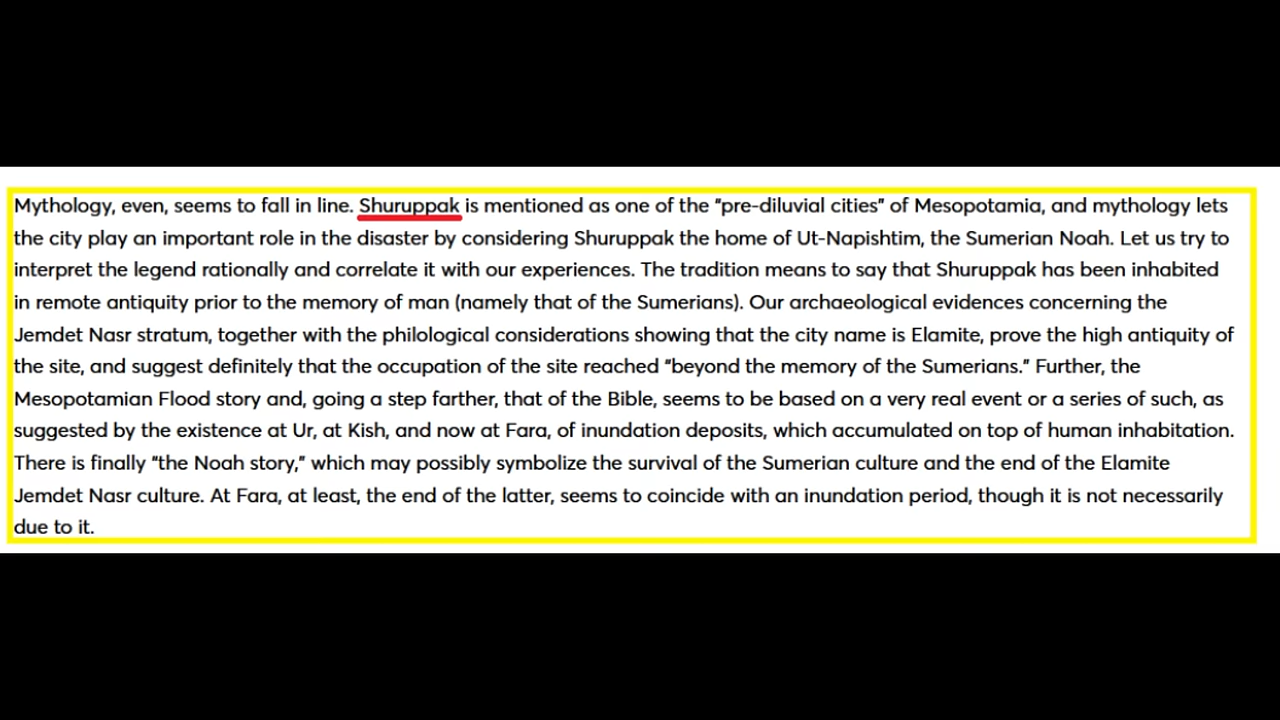 Mythology, even, seems to fall in line. Shuruppak is mentioned as one of the "pre-diluvial cities" of Mesopotamia, and mythology lets
the city play an important role in the disaster by considering Shuruppak the home of Ut-Napishtim, the Sumerian Noah. Let us try to
interpret the legend rationally and correlate it with our experiences. The tradition means to say that Shuruppak has been inhabited
in remote antiquity prior to the memory of man (namely that of the Sumerians). Our archaeological evidences concerning the
Jemdet Nasr stratum, together with the philological considerations showing that the city name is Elamite, prove the high antiquity of
the site, and suggest definitely that the occupation of the site reached "beyond the memory of the Sumerians." Further, the
Mesopotamian Flood story and, going a step farther, that of the Bible, seems to be based on a very real event or a series of such, as
suggested by the existence at Ur, at Kish, and now at Fara, of inundation deposits, which accumulated on top of human inhabitation.
There is finally "the Noah story," which may possibly symbolize the survival of the Sumerian culture and the end of the Elamite
Jemdet Nasr culture. At Fara, at least, the end of the latter, seems to coincide with an inundation period, though it is not necessarily
due to it.